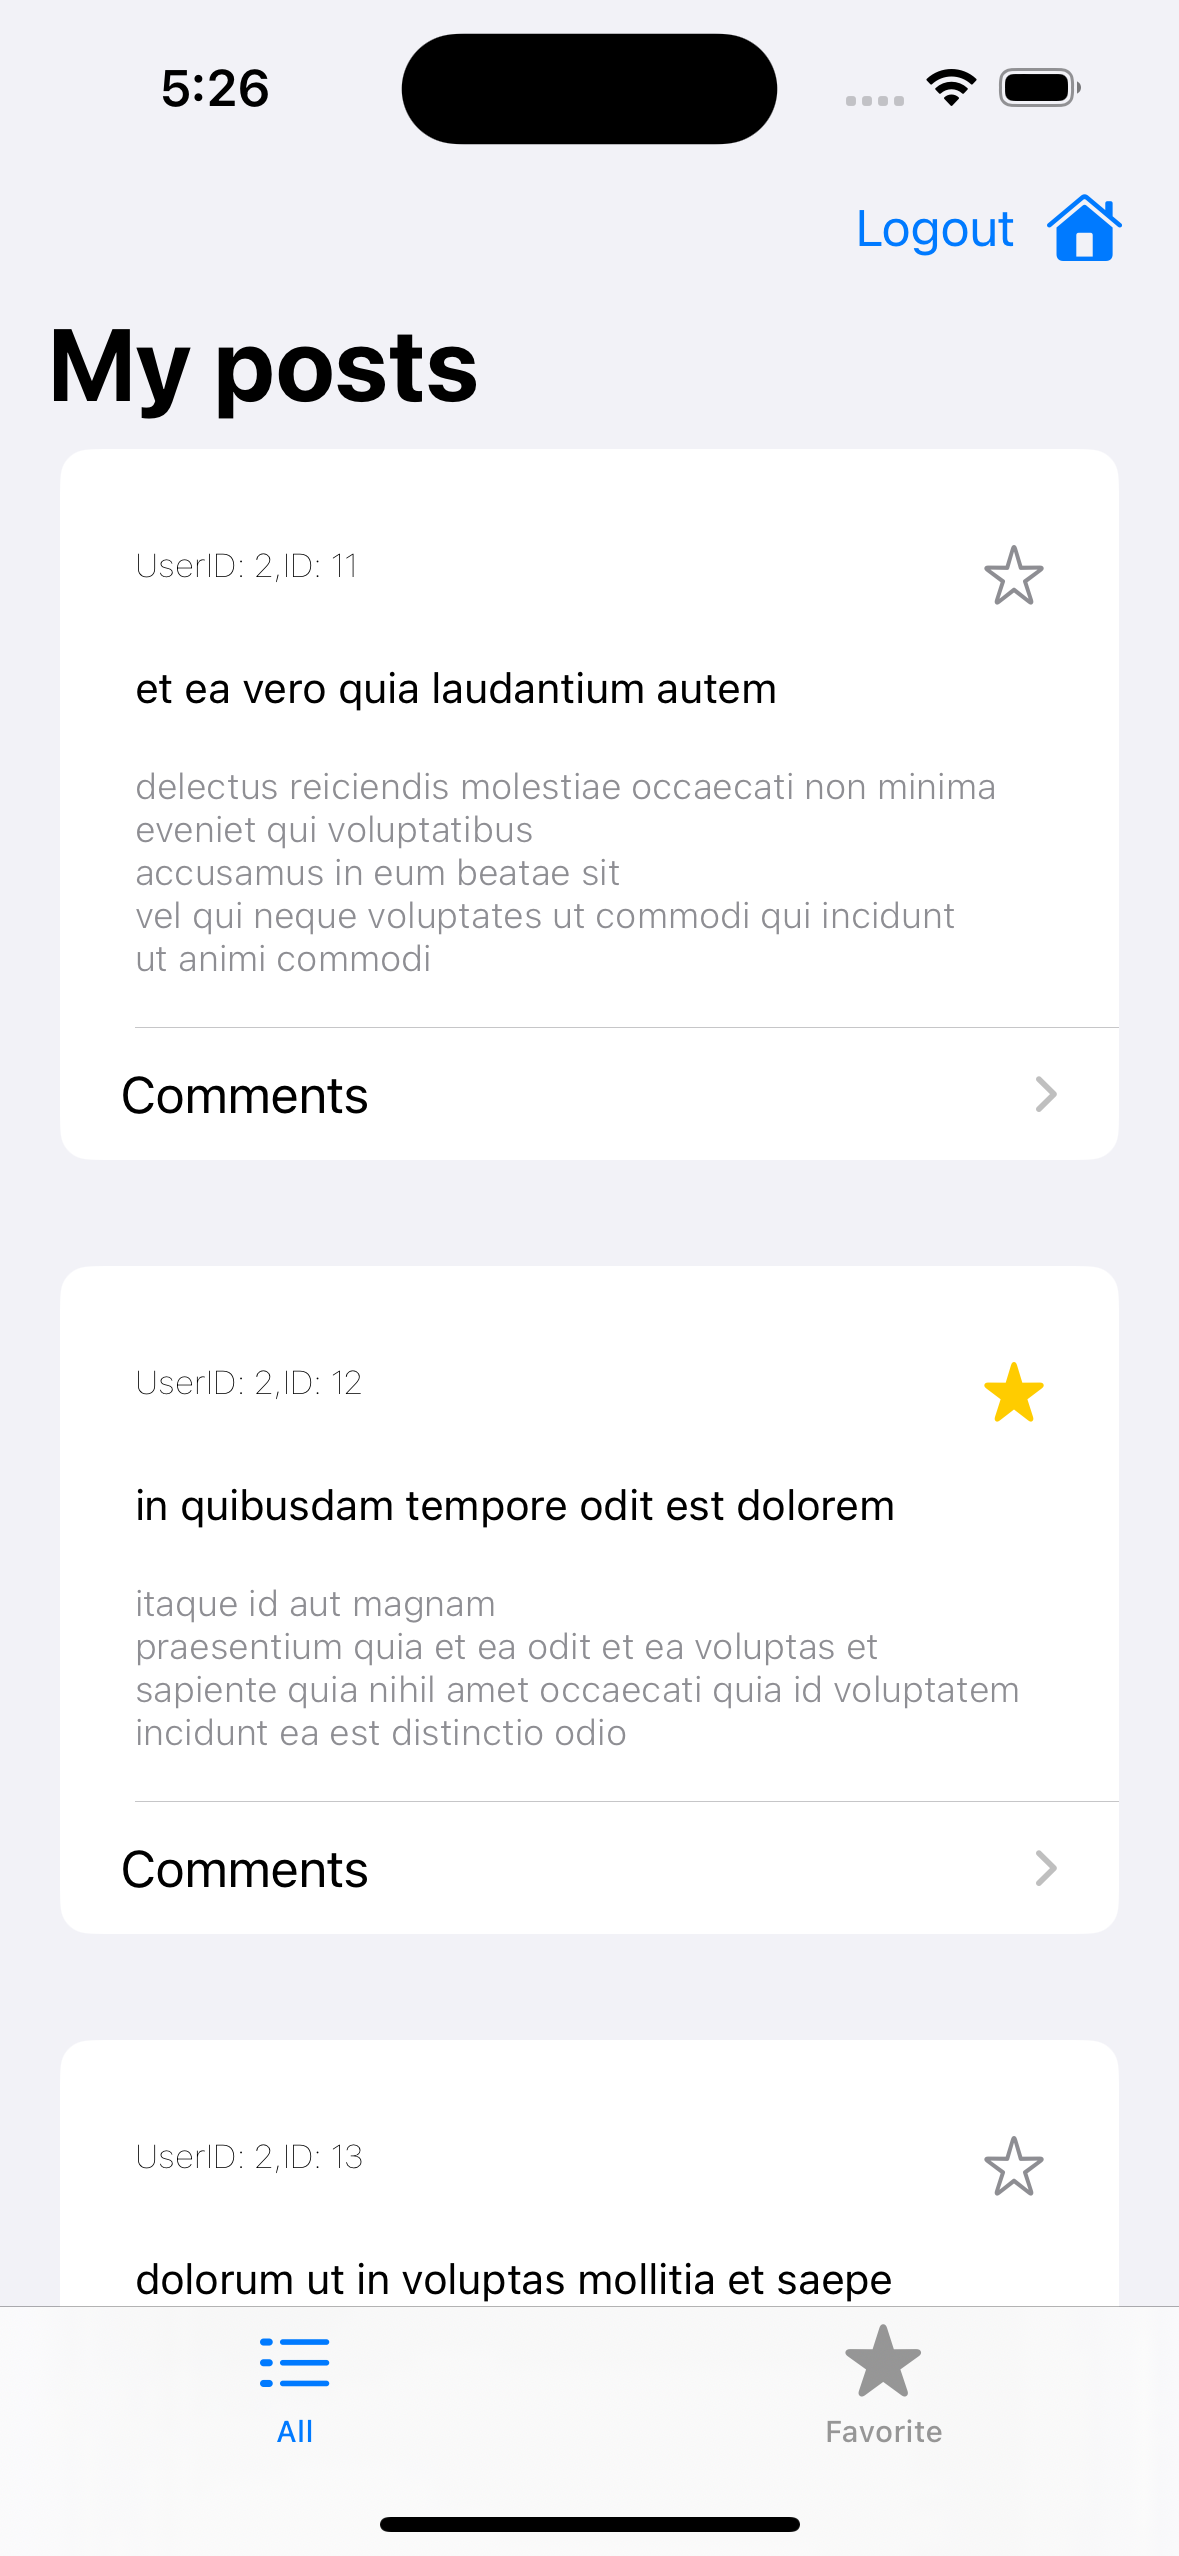 5:26
Logout
My posts
UserID: 2,ID: 11
et ea vero quia laudantium autem
delectus reiciendis molestiae occaecati non minima
eveniet qui voluptatibus
accusamus in eum beatae sit
vel qui neque voluptates ut commodi qui incidunt
ut animi commodi
Comments
UserID: 2,ID: 12
in quibusdam tempore odit est dolorem
itaque id aut magnam
praesentium quia et ea odit et ea voluptas et
sapiente quia nihil amet occaecati quia id voluptatem
incidunt ea est distinctio odio
Comments
UserID: 2,ID: 13
dolorum ut in voluptas mollitia et saepe
All
Favorite